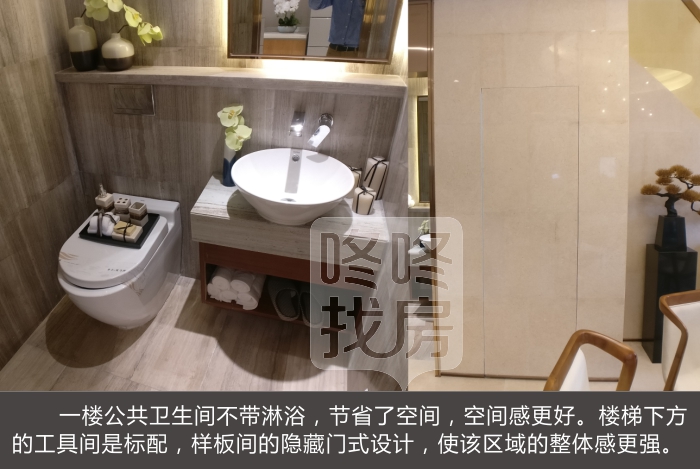 咚咚
找房
一楼公共卫生间不带淋浴，节省了空间，空间感更好。楼梯下方
的工具间是标配，样板间的隐藏门式设计，使该区域的整体感更强。